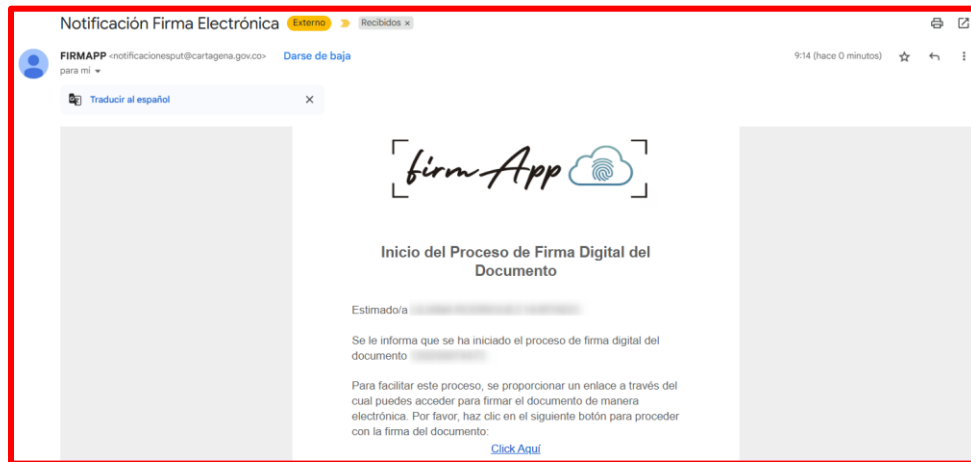 Notificación Firma Electrónica Externo Recibidos x
FIRMAPP <notificacionesput@cartagena.gov.co> Darse de baja 9:14 (hace 0 minutos)
para mí
Traducir al español
firmApp
Inicio del Proceso de Firma Digital del
Documento
Estimado/a
Se le informa que se ha iniciado el proceso de firma digital del
documento
Para facilitar este proceso, se proporcionar un enlace a través del
cual puedes acceder para firmar el documento de manera
electrónica. Por favor, haz clic en el siguiente botón para proceder
con la firma del documento:
Click Aquí